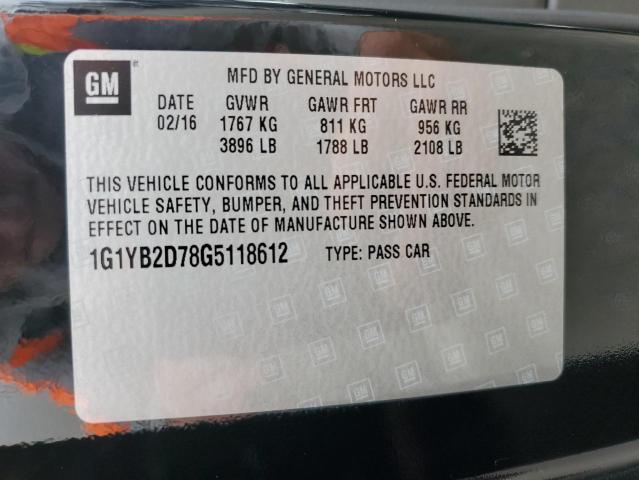 GM
MFD BY GENERAL MOTORS LLC
DATE GVWR GAWR FRT GAWR RR
02/16 1767 KG 811 KG 956 KG
3896 LB 1788 LB 2108 LB
THIS VEHICLE CONFORMS TO ALL APPLICABLE U.S. FEDERAL MOTOR
VEHICLE SAFETY, BUMPER, AND THEFT PREVENTION STANDARDS IN
EFFECT ON THE DATE OF MANUFACTURE SHOWN ABOVE.
1G1YB2D78G5118612 TYPE: PASS CAR